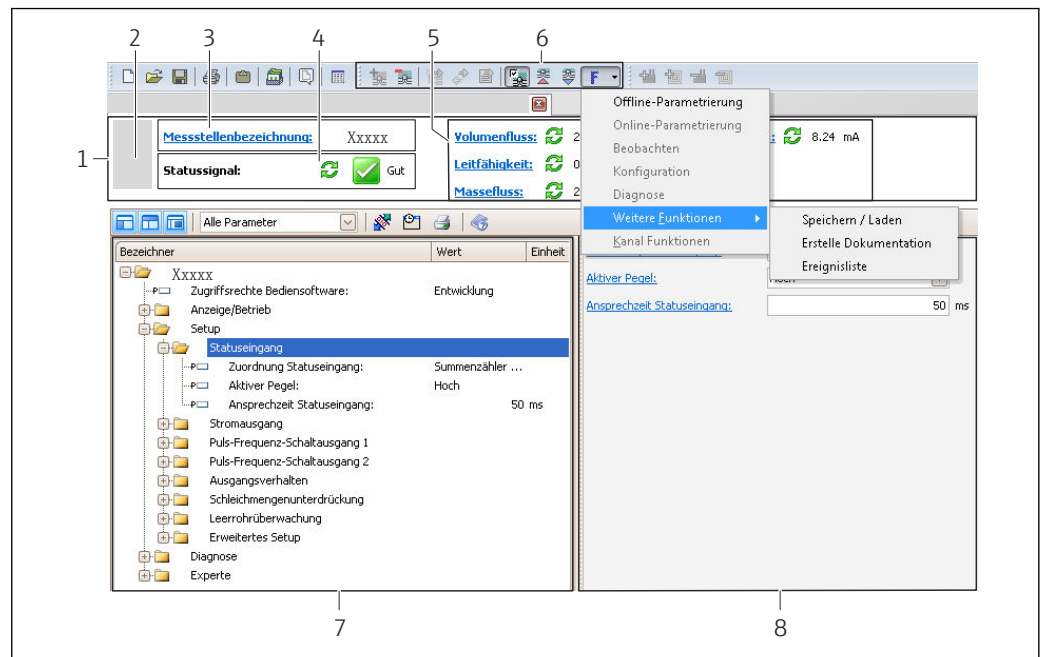 2 3 4 5 6
F
Offline-Parametrierung
Online-Parametrierung
Beobachten
Konfiguration
Diagnose
Weitere Funktionen
Kanal Funktionen
Speichern / Laden
Erstelle Dokumentation
Ereignisliste
1
Messstellenbezeichnung: Xxxxx
Statussignal: Gut
Volumenfluss: 2
Leitfähigkeit: 0
Massefluss: 2
: 8.24 mA
Alle Parameter
Bezeichner Wert Einheit
Xxxxx
Zugriffsrechte Bediensoftware: Entwicklung
Anzeige/Betrieb
Setup
Statuseingang
Zuordnung Statuseingang: Summenzähler ...
Aktiver Pegel: Hoch
Ansprechzeit Statuseingang: 50 ms
Stromausgang
Puls-Frequenz-Schaltausgang 1
Puls-Frequenz-Schaltausgang 2
Ausgangsverhalten
Schleichmengenunterdrückung
Leerrohrüberwachung
Erweitertes Setup
Diagnose
Experte
Aktiver Pegel: Hoch
Ansprechzeit Statuseingang: 50 ms
7 8